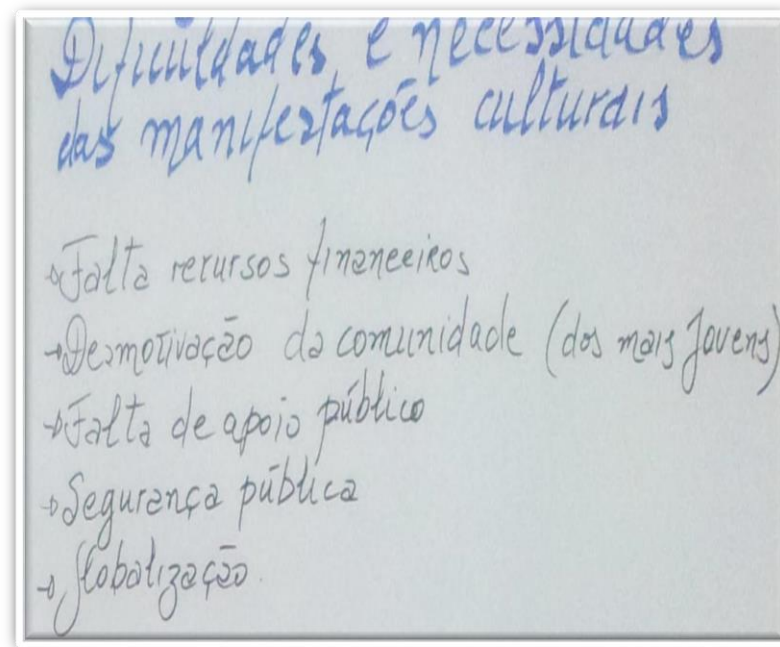 Dificuldades e necessidades
das manifestações culturais
→Falta recursos financeeiros
→Desmotivação da comunidade (dos mais Jovens)
→Falta de apoio público
→Segurança pública
→Globalização.